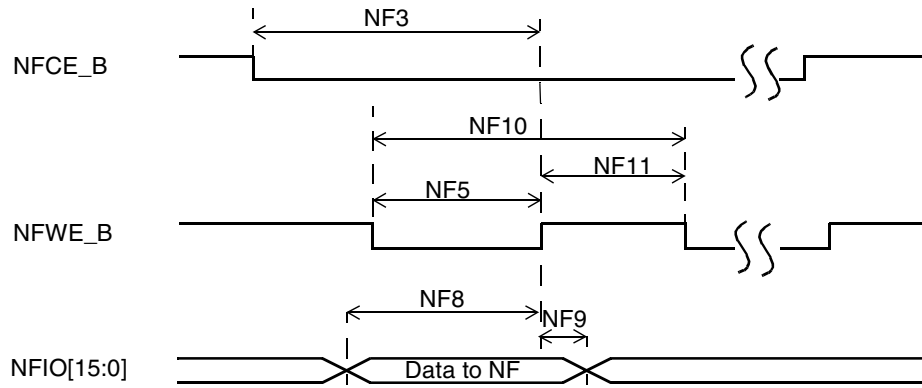 NF3
NFCE_B
NF10
NF11
NF5
NFWE_B
NF8
NF9
NFIO[15:0]
Data to NF